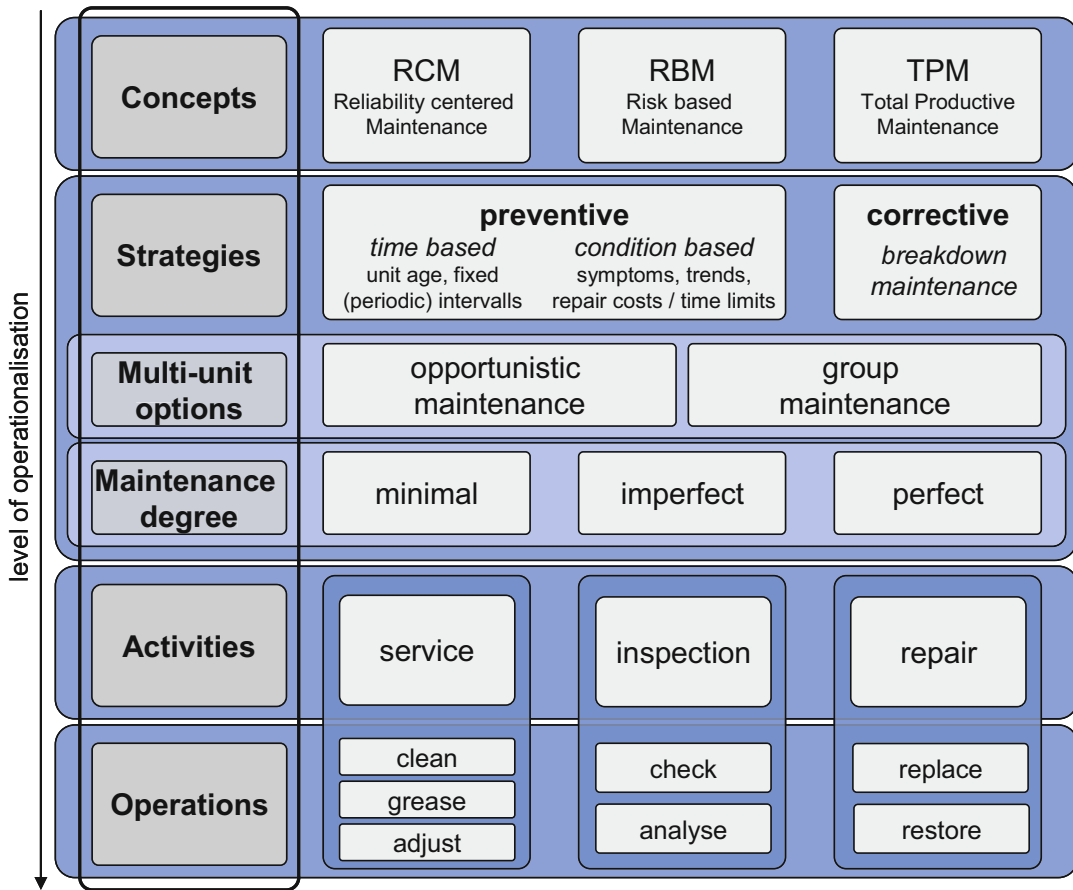 level of operationalisation
Concepts
RCM
Reliability centered
Maintenance
RBM
Risk based
Maintenance
TPM
Total Productive
Maintenance
Strategies
preventive
time based
unit age, fixed
(periodic) intervalls
condition based
symptoms, trends,
repair costs / time limits
corrective
breakdown
maintenance
Multi-unit
options
opportunistic
maintenance
group
maintenance
Maintenance
degree
minimal
imperfect
perfect
Activities
service
inspection
repair
Operations
clean
grease
adjust
check
analyse
replace
restore